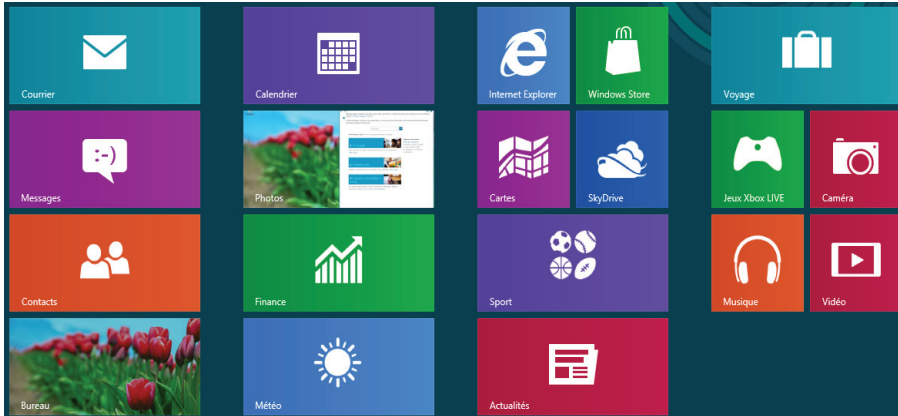 Courrier
Calendrier
Internet Explorer
Windows Store
Voyage
Messages
Photos
Cartes
SkyDrive
Jeux Xbox LIVE
Caméra
Contacts
Finance
Sport
Musique
Vidéo
Bureau
Météo
Actualités